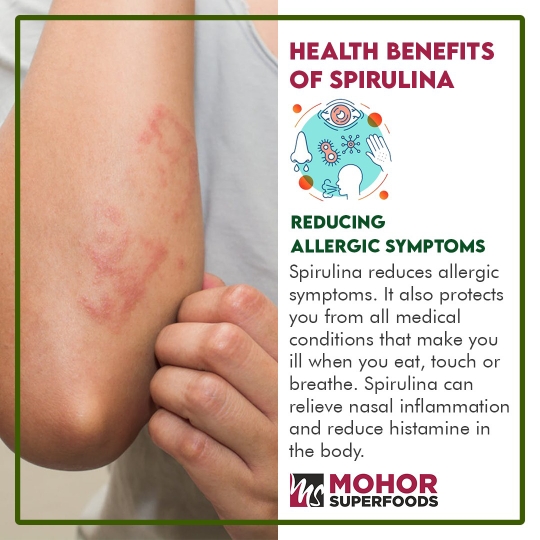 HEALTH BENEFITS
OF SPIRULINA
REDUCING
ALLERGIC SYMPTOMS
Spirulina reduces allergic
symptoms. It also protects
you from all medical
conditions that make you
ill when you eat, touch or
breathe. Spirulina can
relieve nasal inflammation
and reduce histamine in
the body.
MS MOHOR
SUPERFOODS